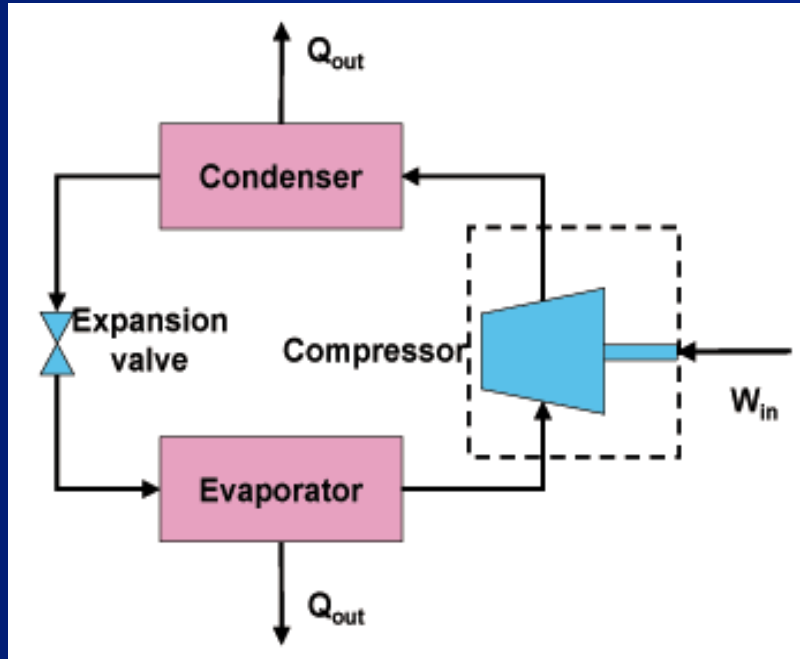 Qout
Condenser
Expansion
valve
Compressor
Win
Evaporator
Qout